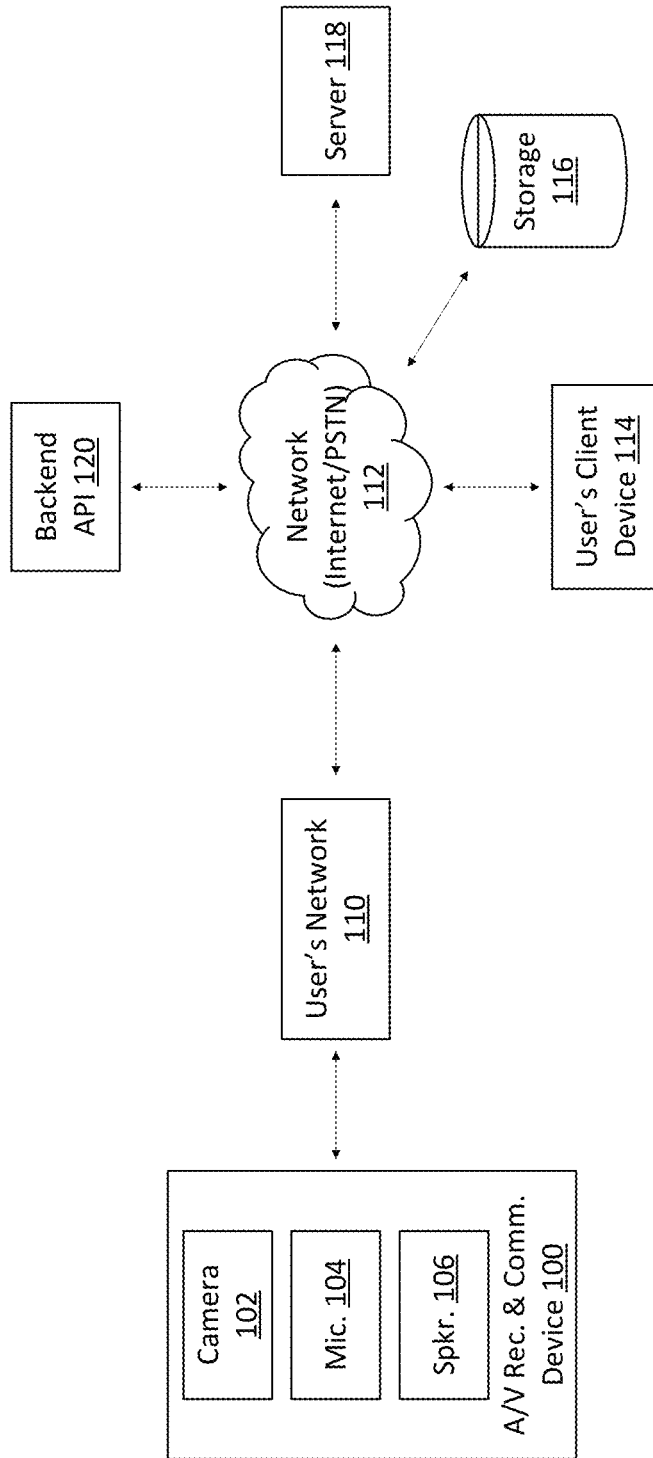 Camera
102
Mic. 104
Spkr. 106
A/V Rec. & Comm.
Device 100
User's Network
110
Backend
API 120
Network
(Internet/PSTN)
112
User's Client
Device 114
Server 118
Storage
116